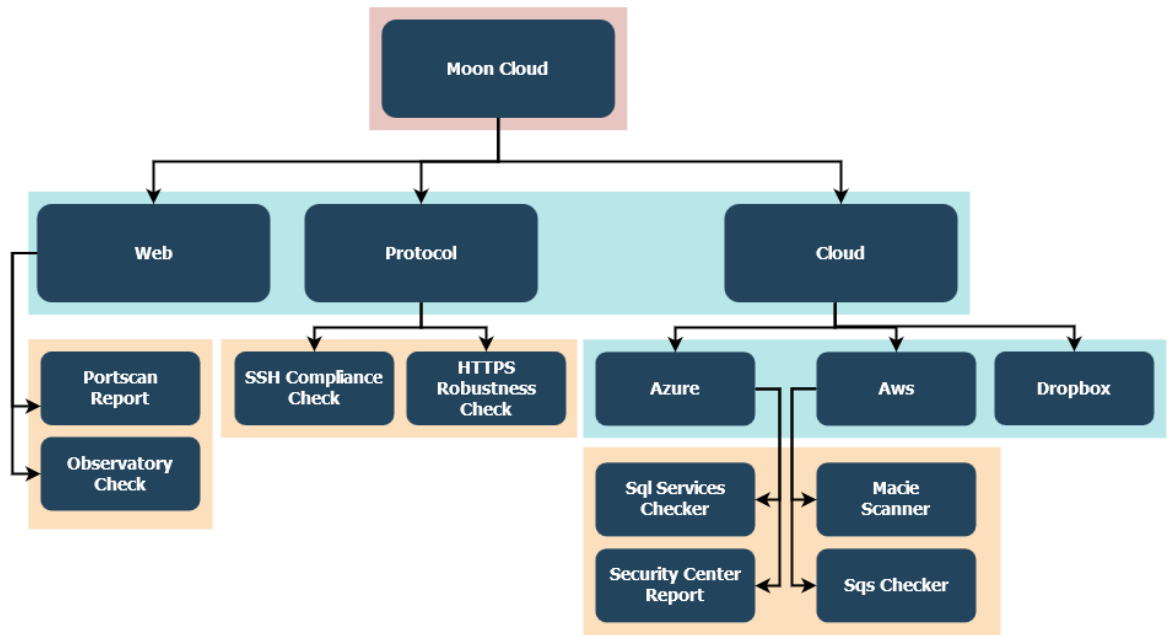 Moon Cloud
Web
Protocol
Cloud
Portscan
Report
Observatory
Check
SSH Compliance
Check
HTTPS
Robustness
Check
Azure
Aws
Dropbox
Sql Services
Checker
Macie
Scanner
Security Center
Report
Sqs Checker